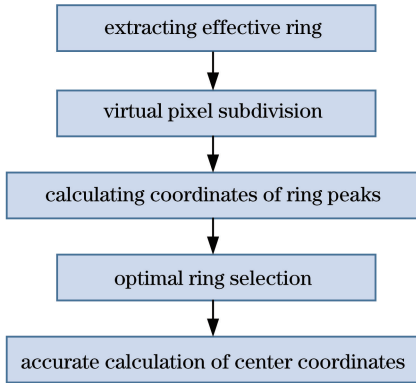 extracting effective ring
virtual pixel subdivision
calculating coordinates of ring peaks
optimal ring selection
accurate calculation of center coordinates